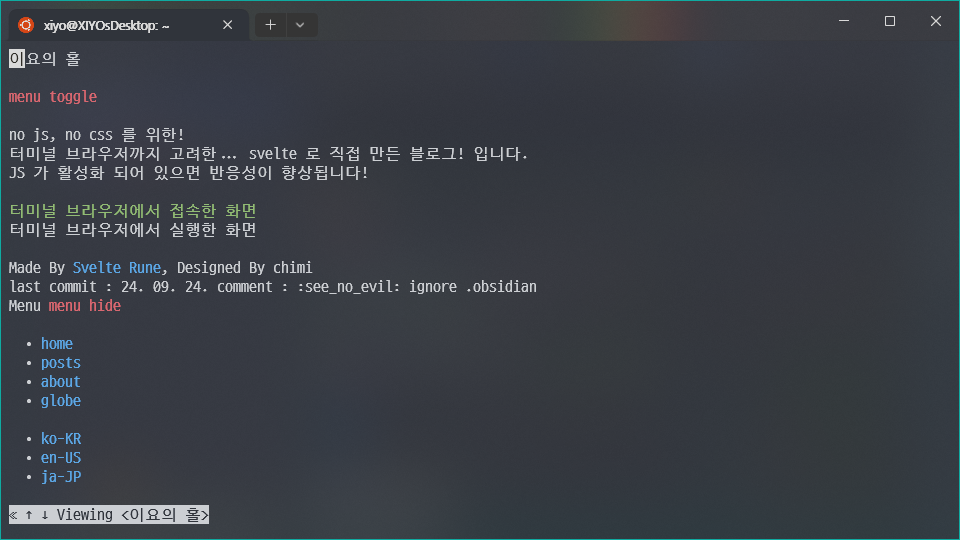 xiyo@XIYOsDesktop: ~
이요의 홀
menu toggle
no js, no css 를 위한!
터미널 브라우저까지 고려한... svelte 로 직접 만든 블로그! 입니다.
JS 가 활성화 되어 있으면 반응성이 향상됩니다!
터미널 브라우저에서 접속한 화면
터미널 브라우저에서 실행한 화면
Made By Svelte Rune, Designed By chimi
last commit : 24. 09. 24. comment : :see_no_evil: ignore .obsidian
Menu menu hide
• home
• posts
• about
• globe
• ko-KR
• en-US
• ja-JP
≪ ↑ ↓ Viewing <이요의 홀>